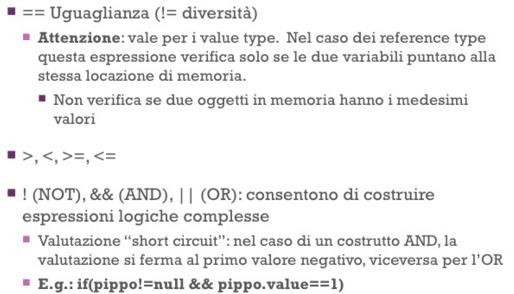 == Uguaglianza (!= diversità)
Attenzione: vale per i value type. Nel caso dei reference type
questa espressione verifica solo se le due variabili puntano alla
stessa locazione di memoria.
Non verifica se due oggetti in memoria hanno i medesimi
valori
>, <, >=, <=
! (NOT), && (AND), || (OR): consentono di costruire
espressioni logiche complesse
Valutazione “short circuit”: nel caso di un costrutto AND, la
valutazione si ferma al primo valore negativo, viceversa per l’OR
E.g.: if(pippo!=null && pippo.value==1)